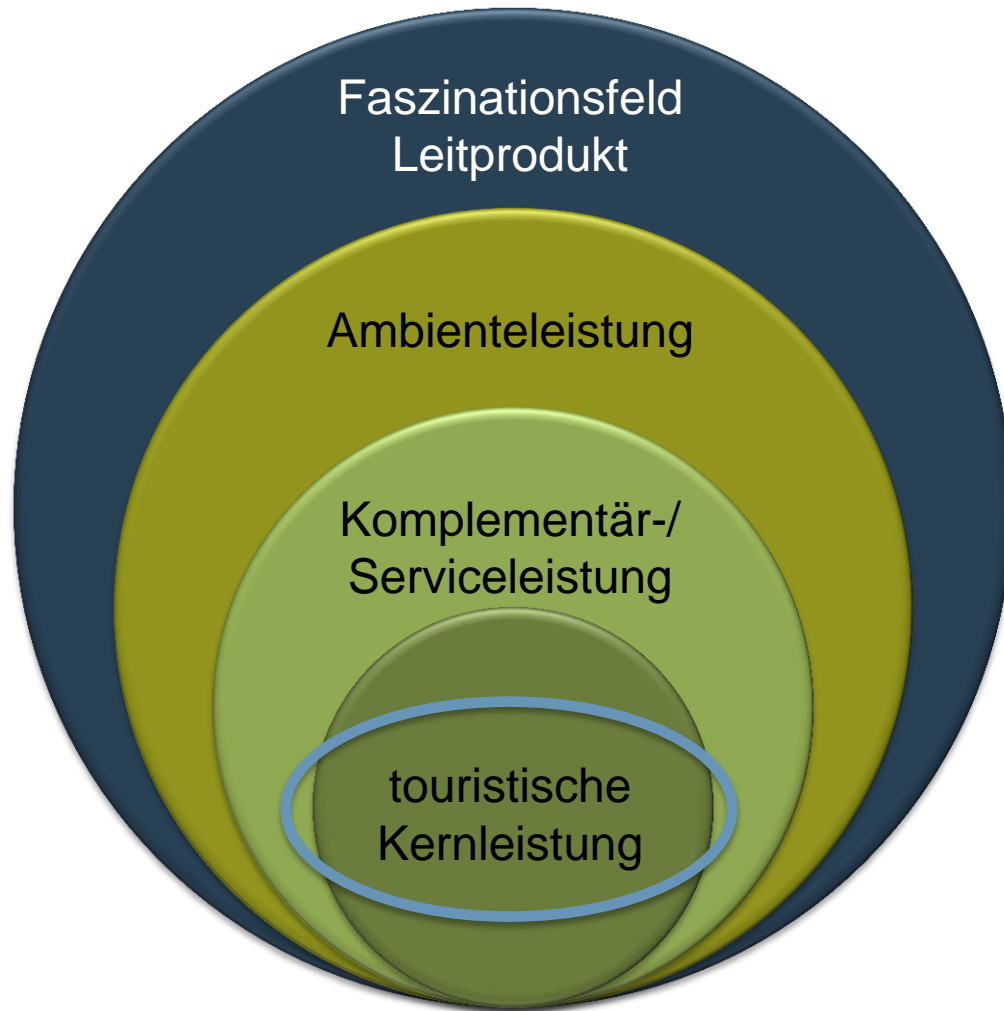 Faszinationsfeld
Leitprodukt
Ambienteleistung
Komplementär-/
Serviceleistung
touristische
Kernleistung